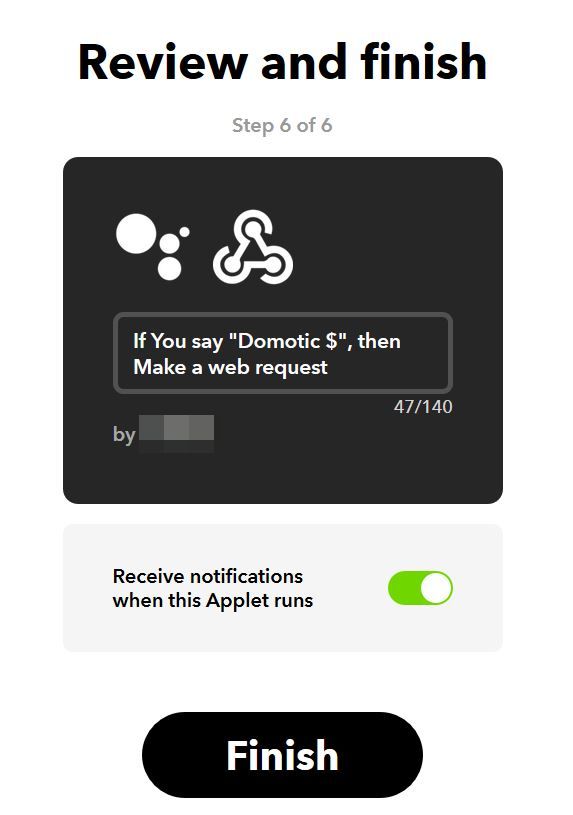 Review and finish
Step 6 of 6
If You say "Domotic $", then
Make a web request
47/140
by
Receive notifications
when this Applet runs
Finish